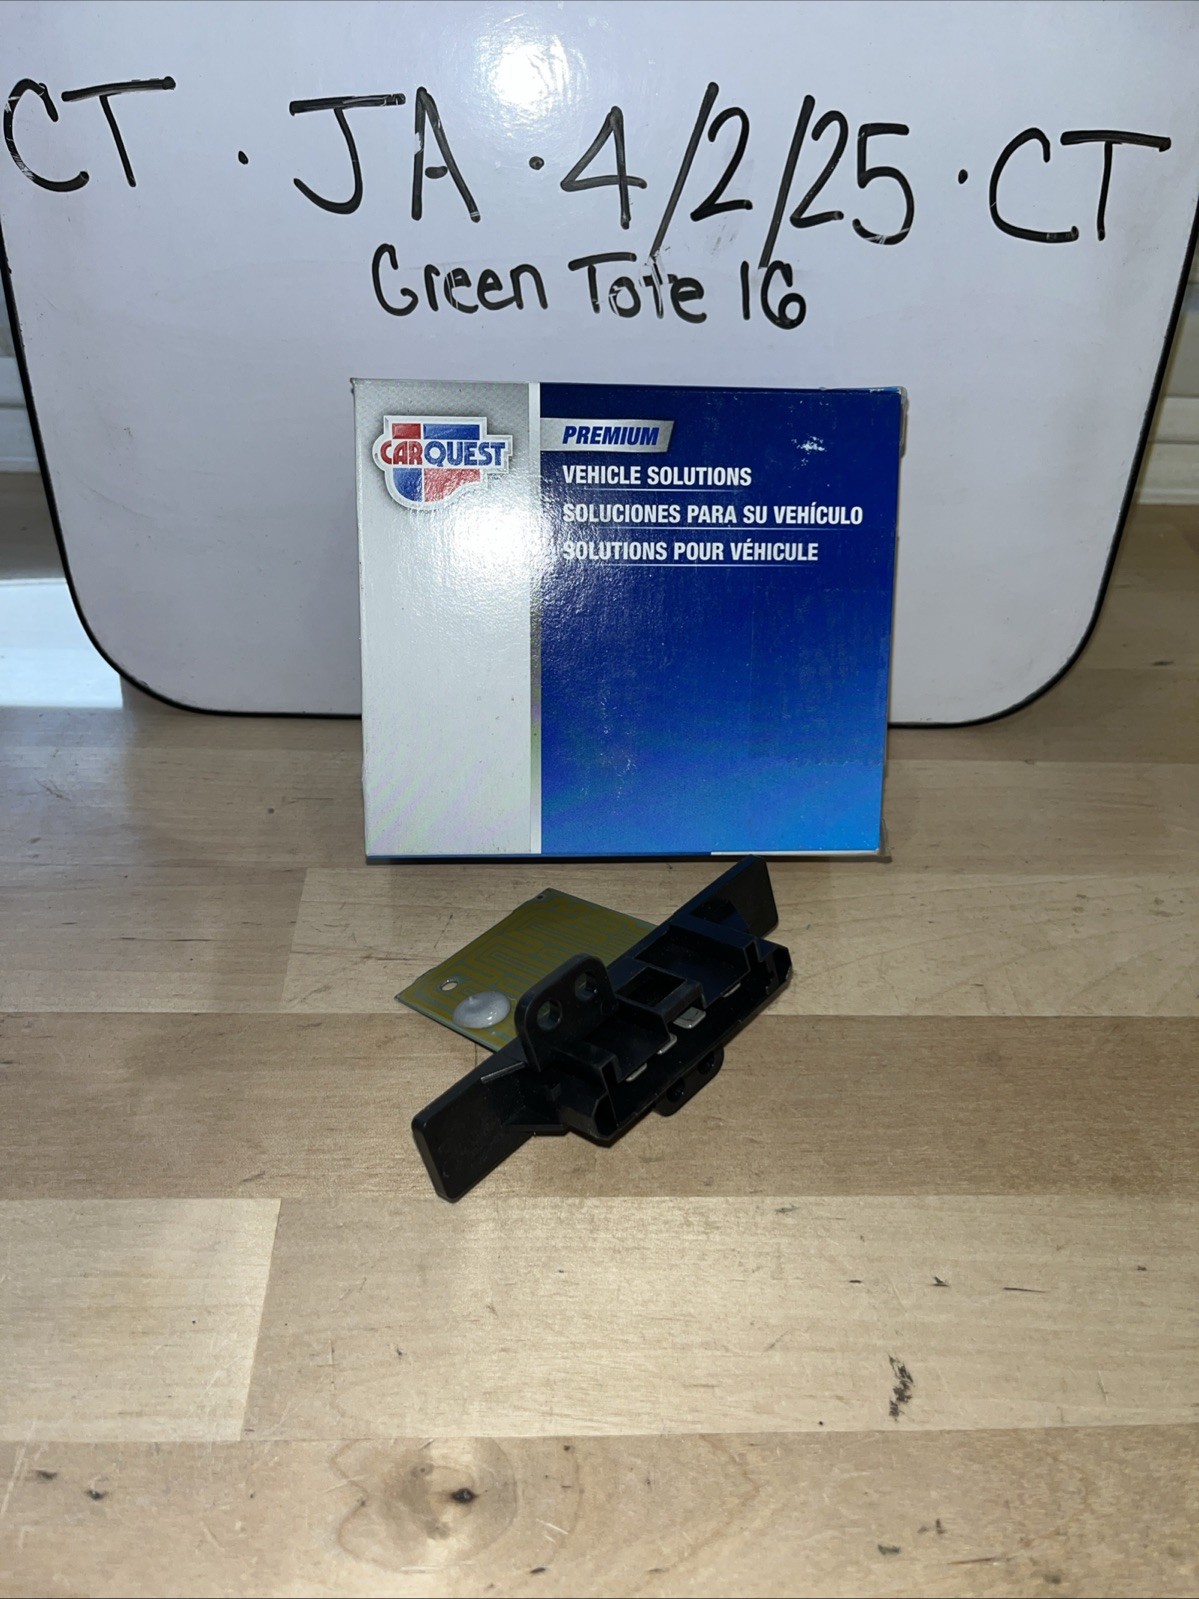 CT · JA · 4/2/25 · CT
Green Tote 16
CARQUEST
PREMIUM
VEHICLE SOLUTIONS
SOLUCIONES PARA SU VEHÍCULO
SOLUTIONS POUR VÉHICULE